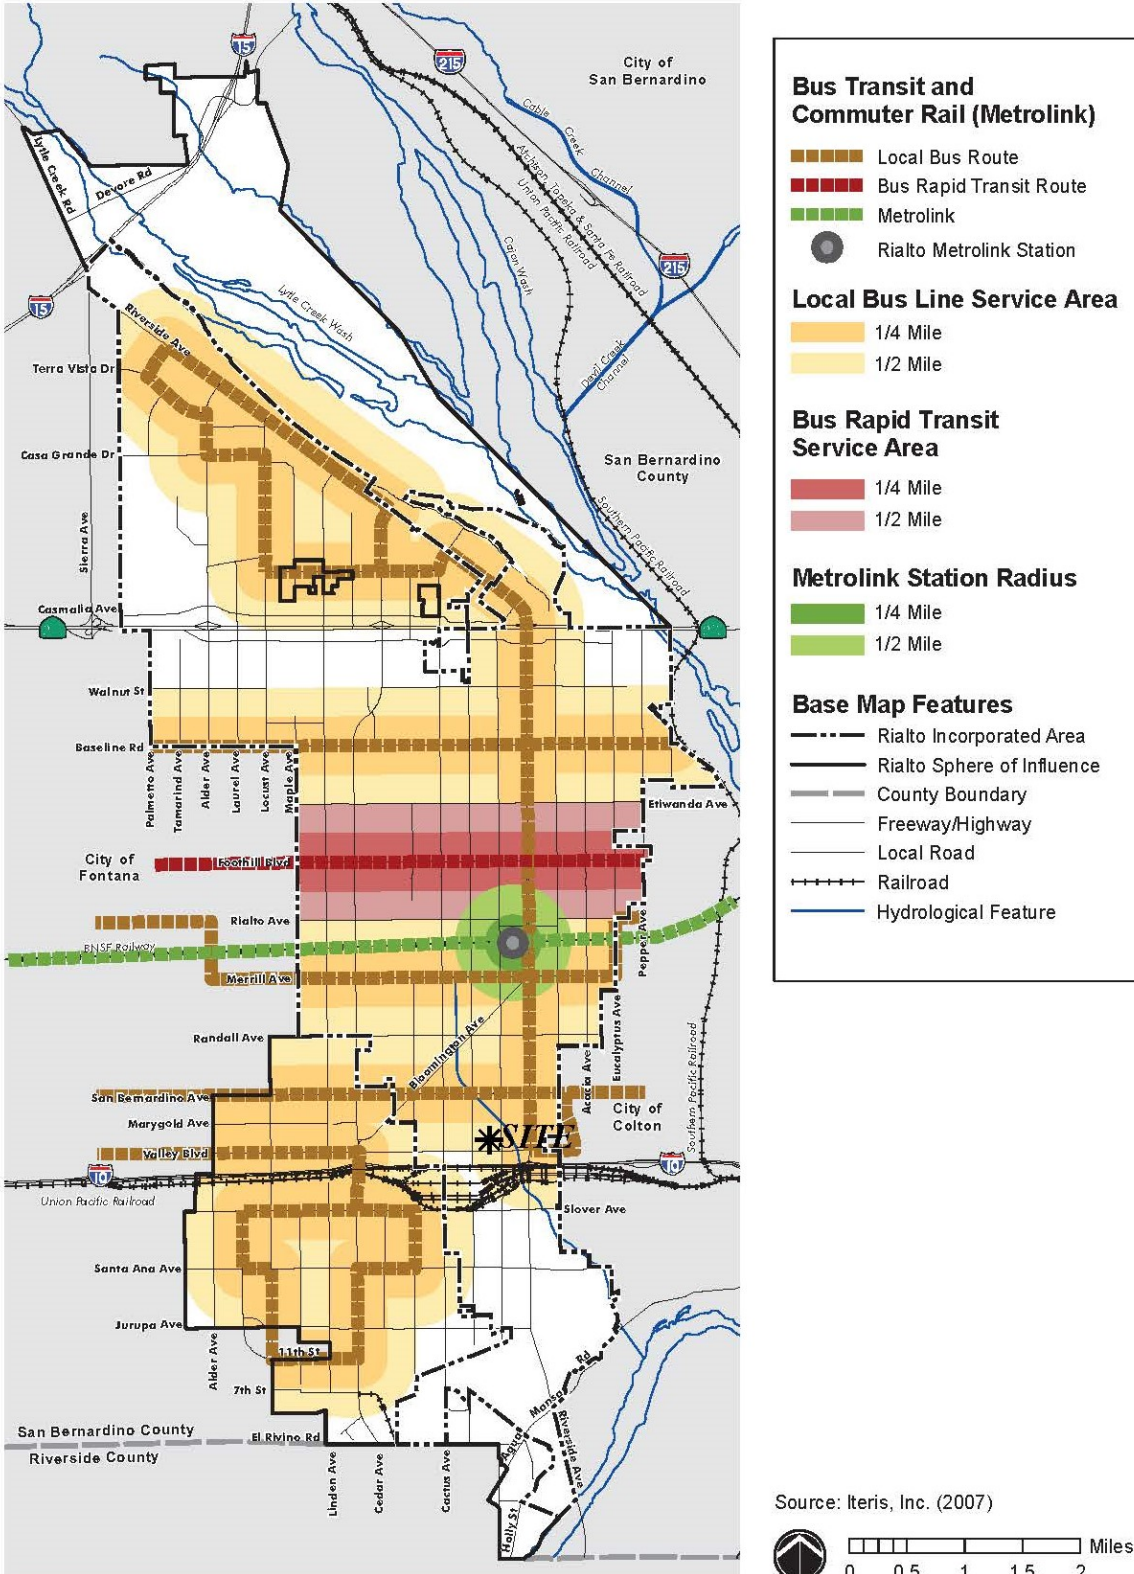 15
215
City of
San Bernardino
Cable Creek Channel
Atchison, Topeka & Santa Fe Railroad
Union Pacific Railroad
Lytle Creek Rd
Devore Rd
Cajon Wash
215
15
Lytle Creek Wash
Riverside Ave
Terra Vista Dr
Devil Creek
Channel
Casa Grande Dr
San Bernardino
County
Sierra Ave
Southern Pacific Railroad
Casmalia Ave
Walnut St
Baseline Rd
Palmetto Ave
Tamarind Ave
Alder Ave
Laurel Ave
Locust Ave
Maple Ave
Etiwanda Ave
City of
Fontana
Foothill Blvd
Rialto Ave
BNSF Railway
Pepper Ave
Merrill Ave
Randall Ave
Bloomington Ave
Eucalyptus Ave
Acacia Ave
Southern Pacific Railroad
San Bernardino Ave
City of
Colton
Marygold Ave
SITE
Valley Blvd
10
10
Union Pacific Railroad
Slover Ave
Santa Ana Ave
Jurupa Ave
Alder Ave
11th St
7th St
Agua Mansa Rd
Riverside Ave
San Bernardino County
Riverside County
El Rivino Rd
Linden Ave
Cedar Ave
Cactus Ave
Holly St
Bus Transit and
Commuter Rail (Metrolink)
Local Bus Route
Bus Rapid Transit Route
Metrolink
Rialto Metrolink Station
Local Bus Line Service Area
1/4 Mile
1/2 Mile
Bus Rapid Transit
Service Area
1/4 Mile
1/2 Mile
Metrolink Station Radius
1/4 Mile
1/2 Mile
Base Map Features
Rialto Incorporated Area
Rialto Sphere of Influence
County Boundary
Freeway/Highway
Local Road
Railroad
Hydrological Feature
Source: Iteris, Inc. (2007)
Miles
0 0.5 1 1.5 2